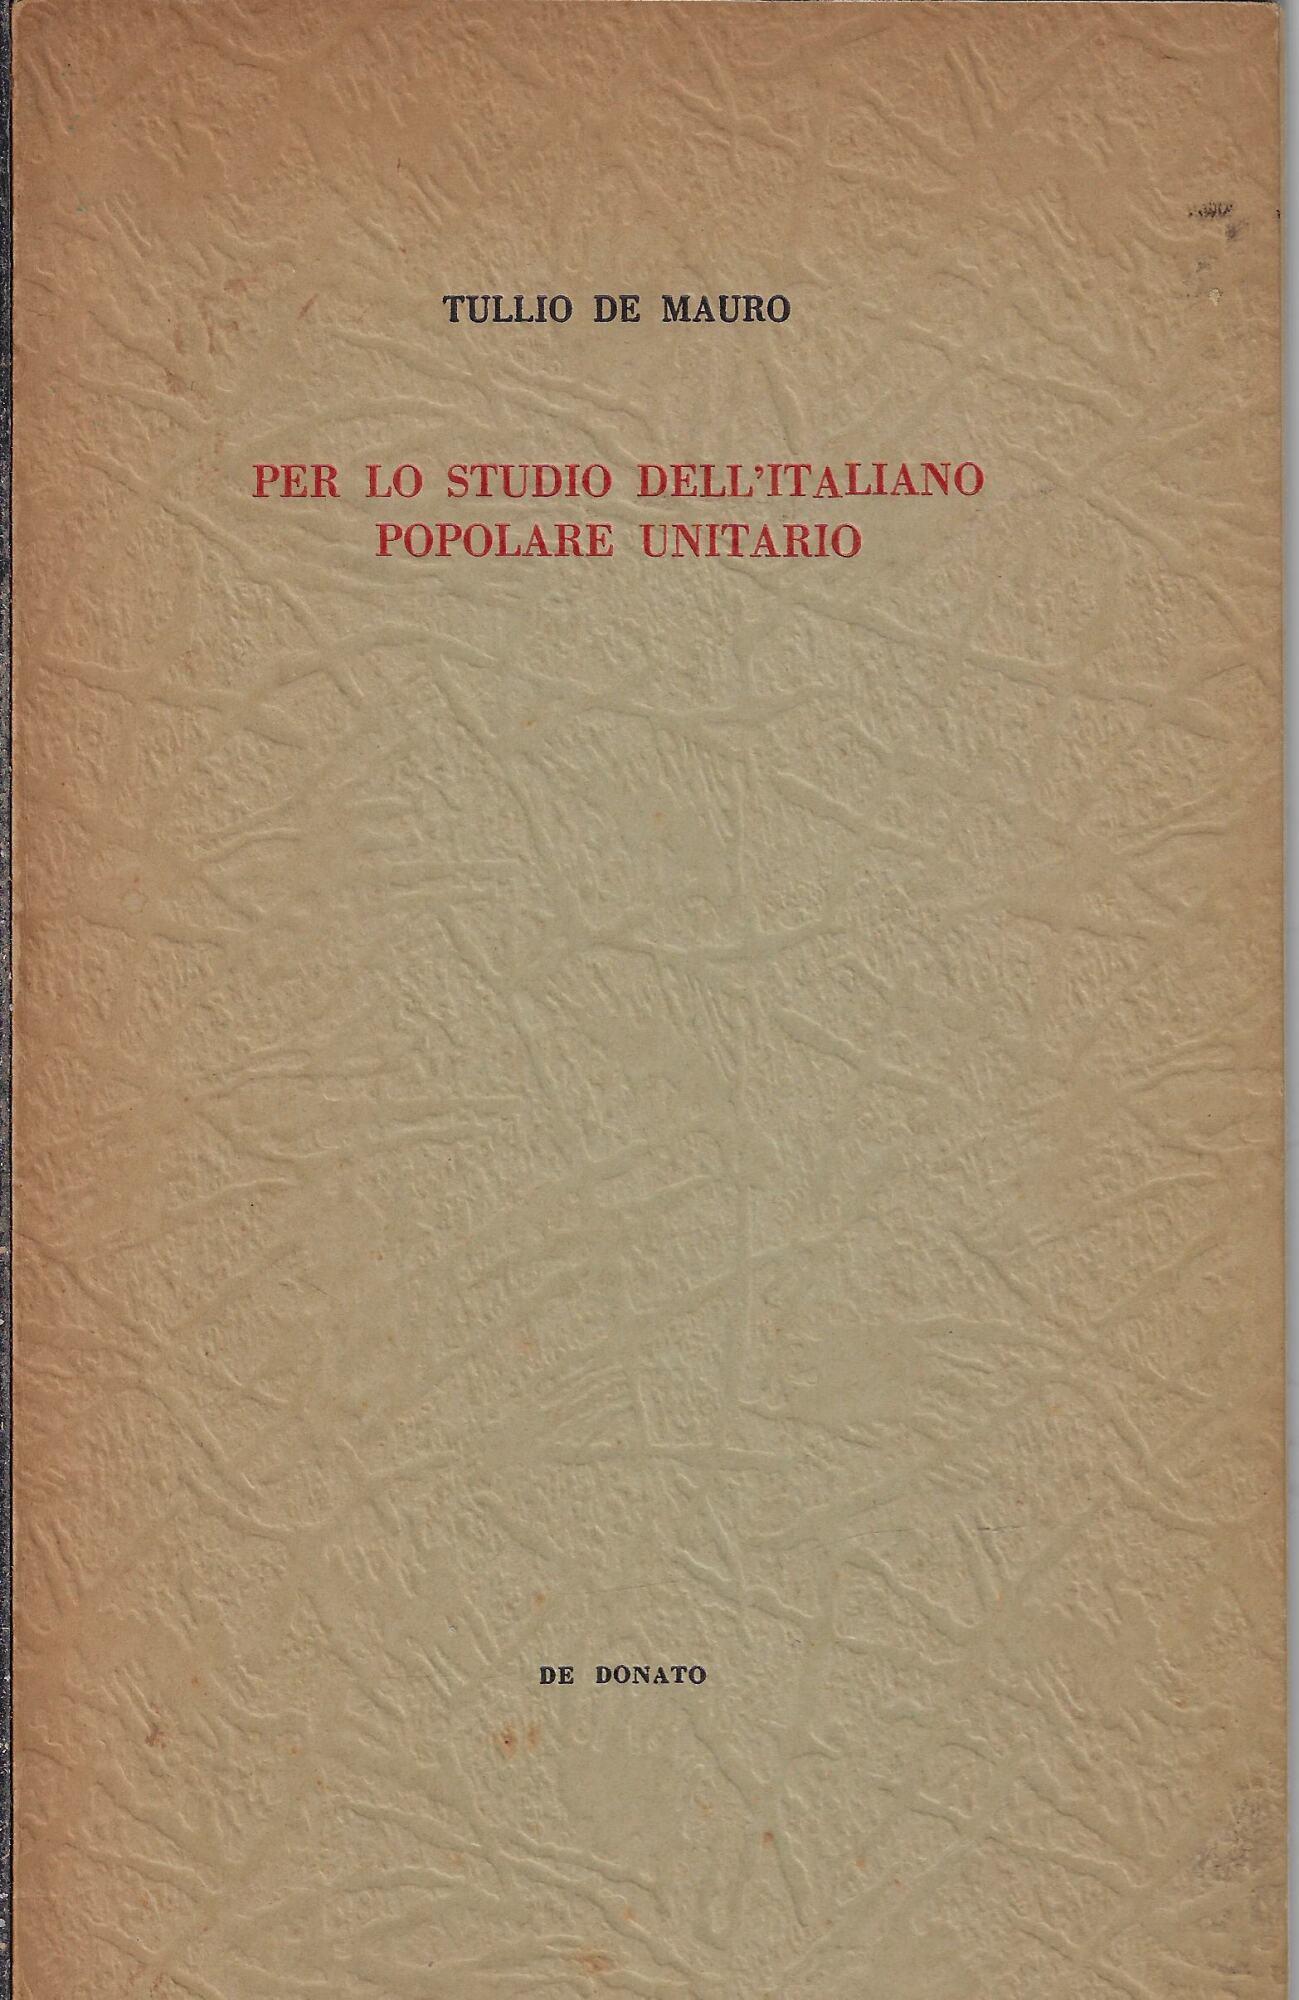 TULLIO DE MAURO
PER LO STUDIO DELL'ITALIANO
POPOLARE UNITARIO
DE DONATO